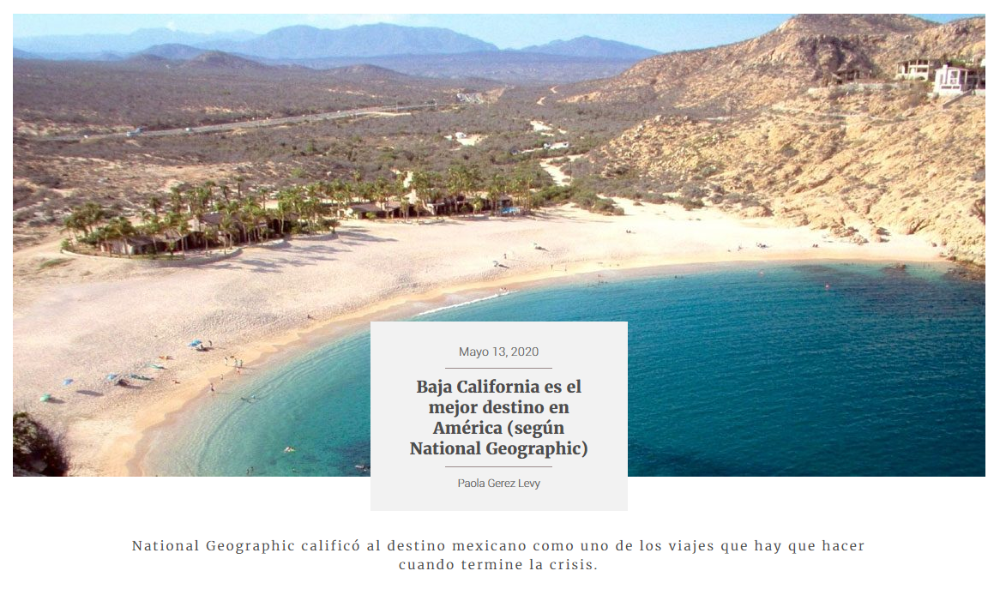 Mayo 13, 2020
Baja California es el
mejor destino en
América (según
National Geographic)
Paola Gerez Levy
National Geographic calificó al destino mexicano como uno de los viajes que hay que hacer
cuando termine la crisis.